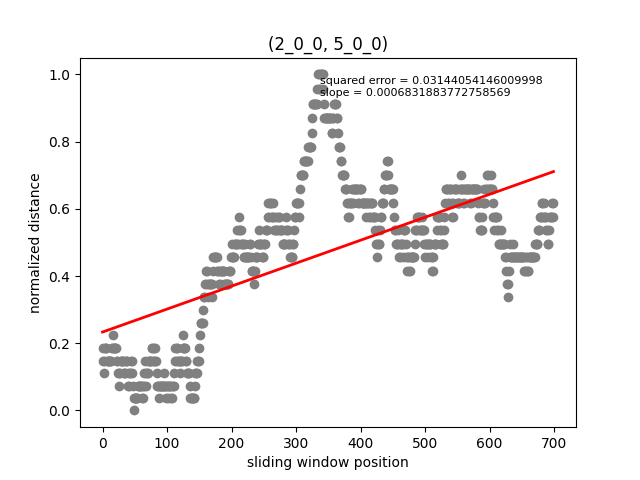 (2_0_0, 5_0_0)
squared error = 0.03144054146009998
slope = 0.0006831883772758569
1.0
0.8
0.6
0.4
0.2
0.0
normalized distance
0 100 200 300 400 500 600 700
sliding window position